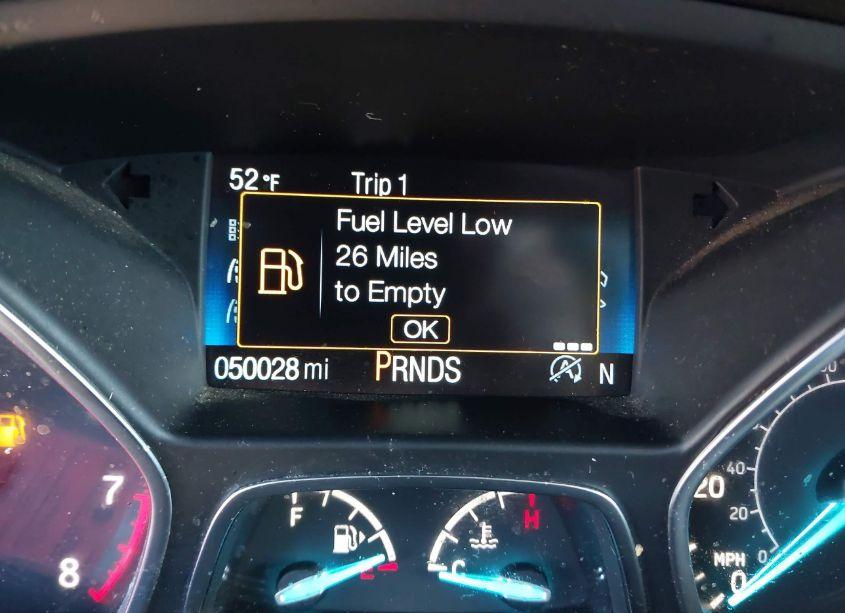 52 °F Trip 1
Fuel Level Low
26 Miles
to Empty
OK
050028 mi PRNDS A N
7
8
F
E
C
H
20
0
MPH
40
20
0